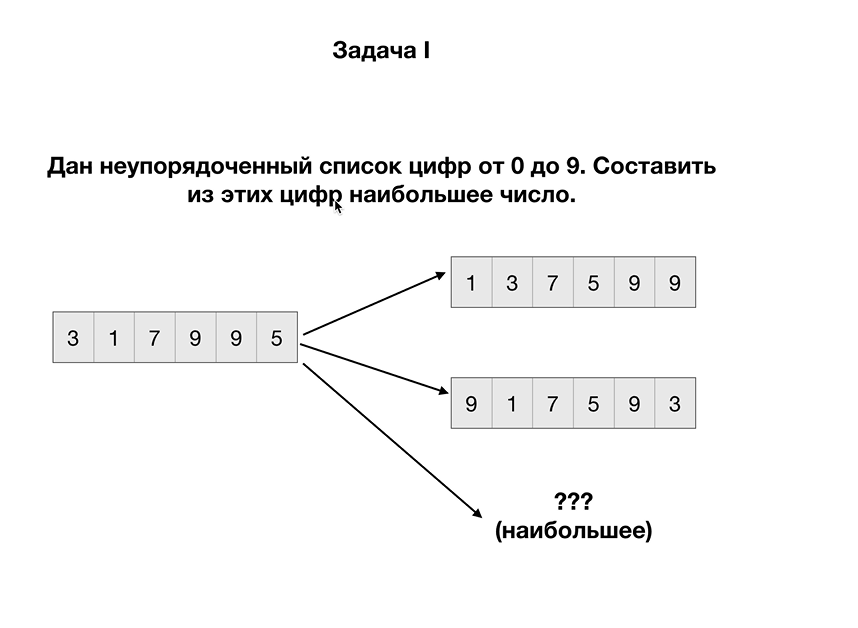 Задача I
Дан неупорядоченный список цифр от 0 до 9. Составить
из этих цифр наибольшее число.
1 3 7 5 9 9
3 1 7 9 9 5
9 1 7 5 9 3
???
(наибольшее)